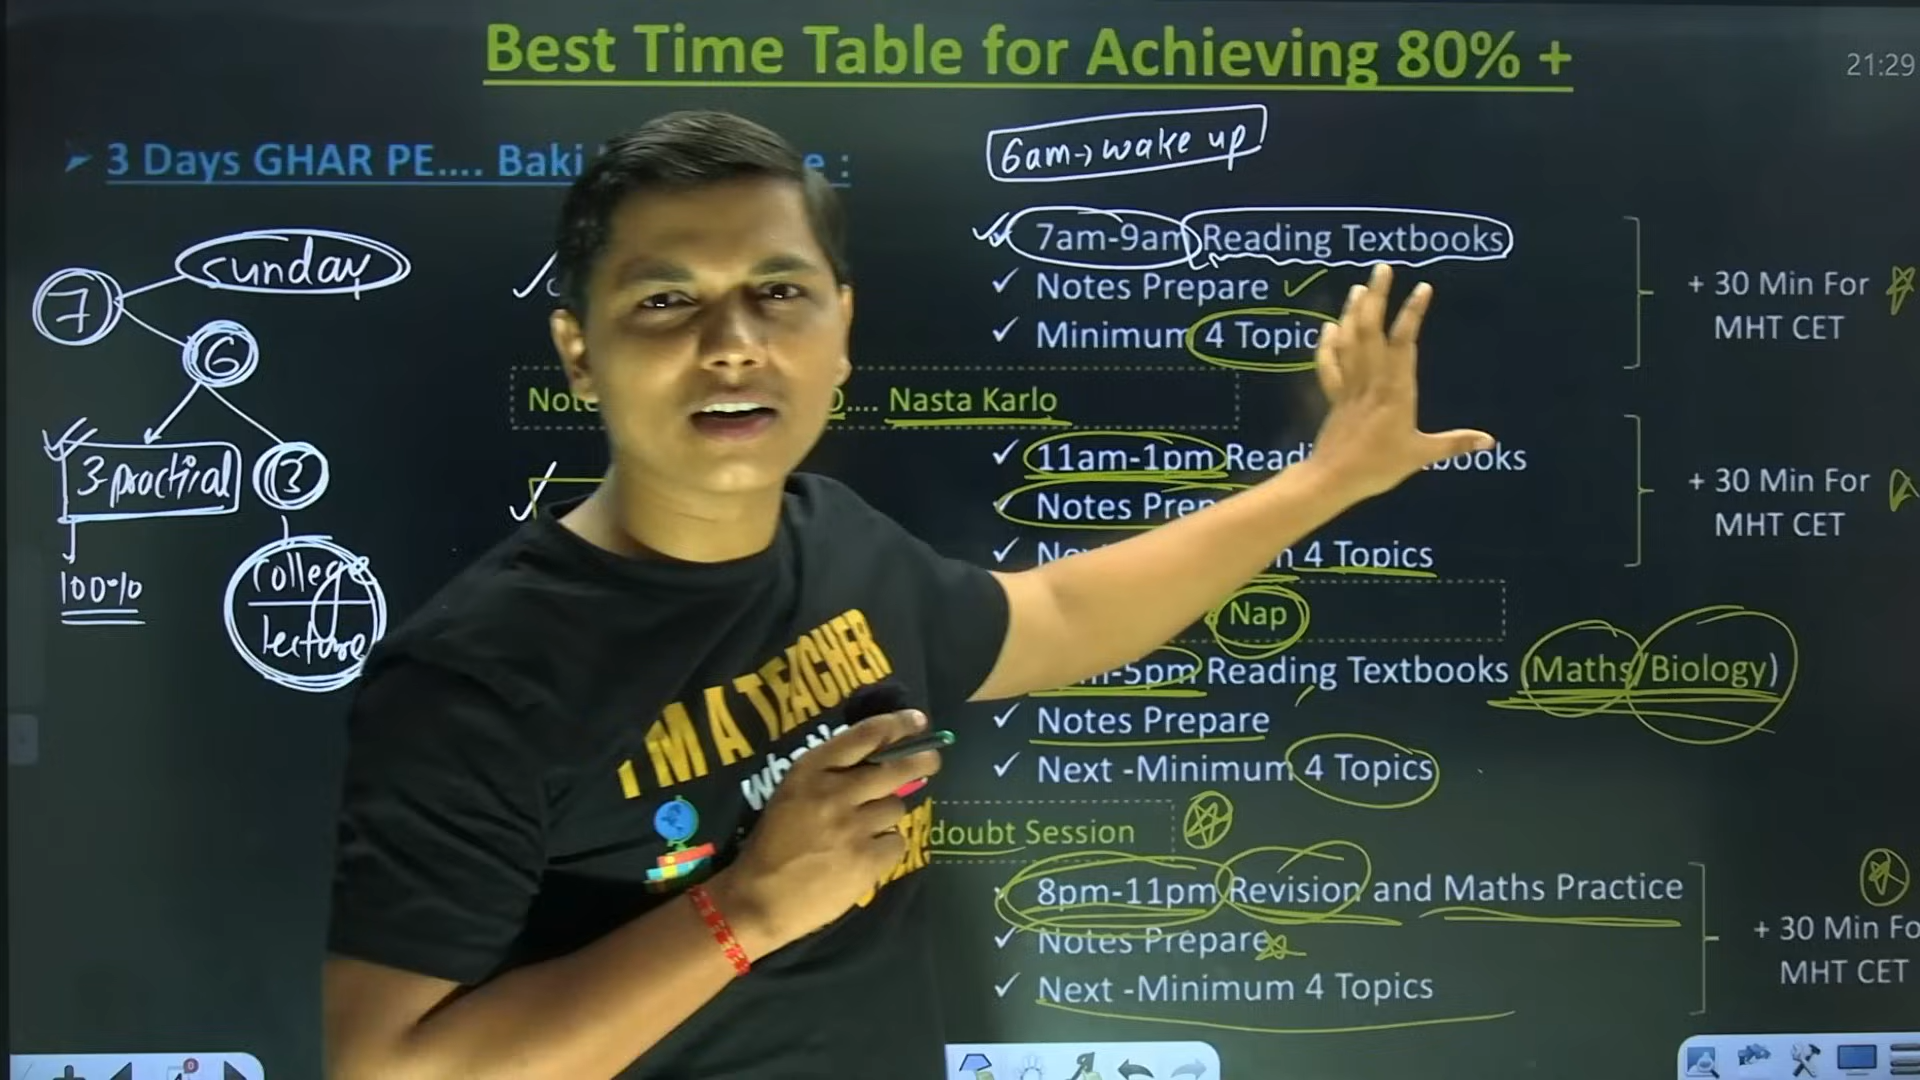 Best Time Table for Achieving 80% +
21:29
6am→ wake up
➢ 3 Days GHAR PE.... Baki
:
sunday
7
6
3-practical
3
100%
college
lecture
✓ 7am-9am Reading Textbooks
✓ Notes Prepare ✓
✓ Minimum 4 Topic
+ 30 Min For
MHT CET
Nasta Karlo
✓ 11am-1pm
✓ Notes
4 Topics
+ 30 Min For
MHT CET
Nap
5pm Reading Textbooks (Maths/Biology)
✓ Notes Prepare
✓ Next -Minimum 4 Topics
doubt Session
8pm-11pm Revision and Maths Practice
✓ Notes Prepare
✓ Next -Minimum 4 Topics
+ 30 Min Fo
MHT CET
I'M A TEACHER
what's